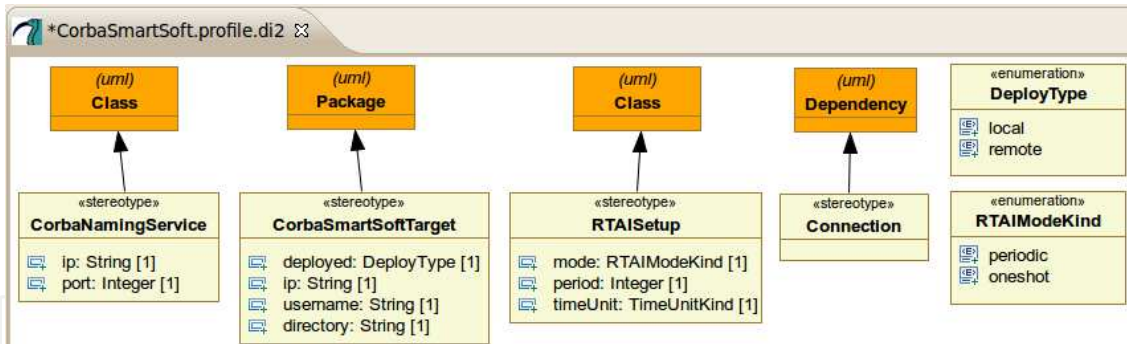 *CorbaSmartSoft.profile.di2
(uml)
Class
(uml)
Package
(uml)
Class
(uml)
Dependency
«enumeration»
DeployType
local
remote
«stereotype»
CorbaNamingService
ip: String [1]
port: Integer [1]
«stereotype»
CorbaSmartSoftTarget
deployed: DeployType [1]
ip: String [1]
username: String [1]
directory: String [1]
«stereotype»
RTAISetup
mode: RTAIModeKind [1]
period: Integer [1]
timeUnit: TimeUnitKind [1]
«stereotype»
Connection
«enumeration»
RTAIModeKind
periodic
oneshot